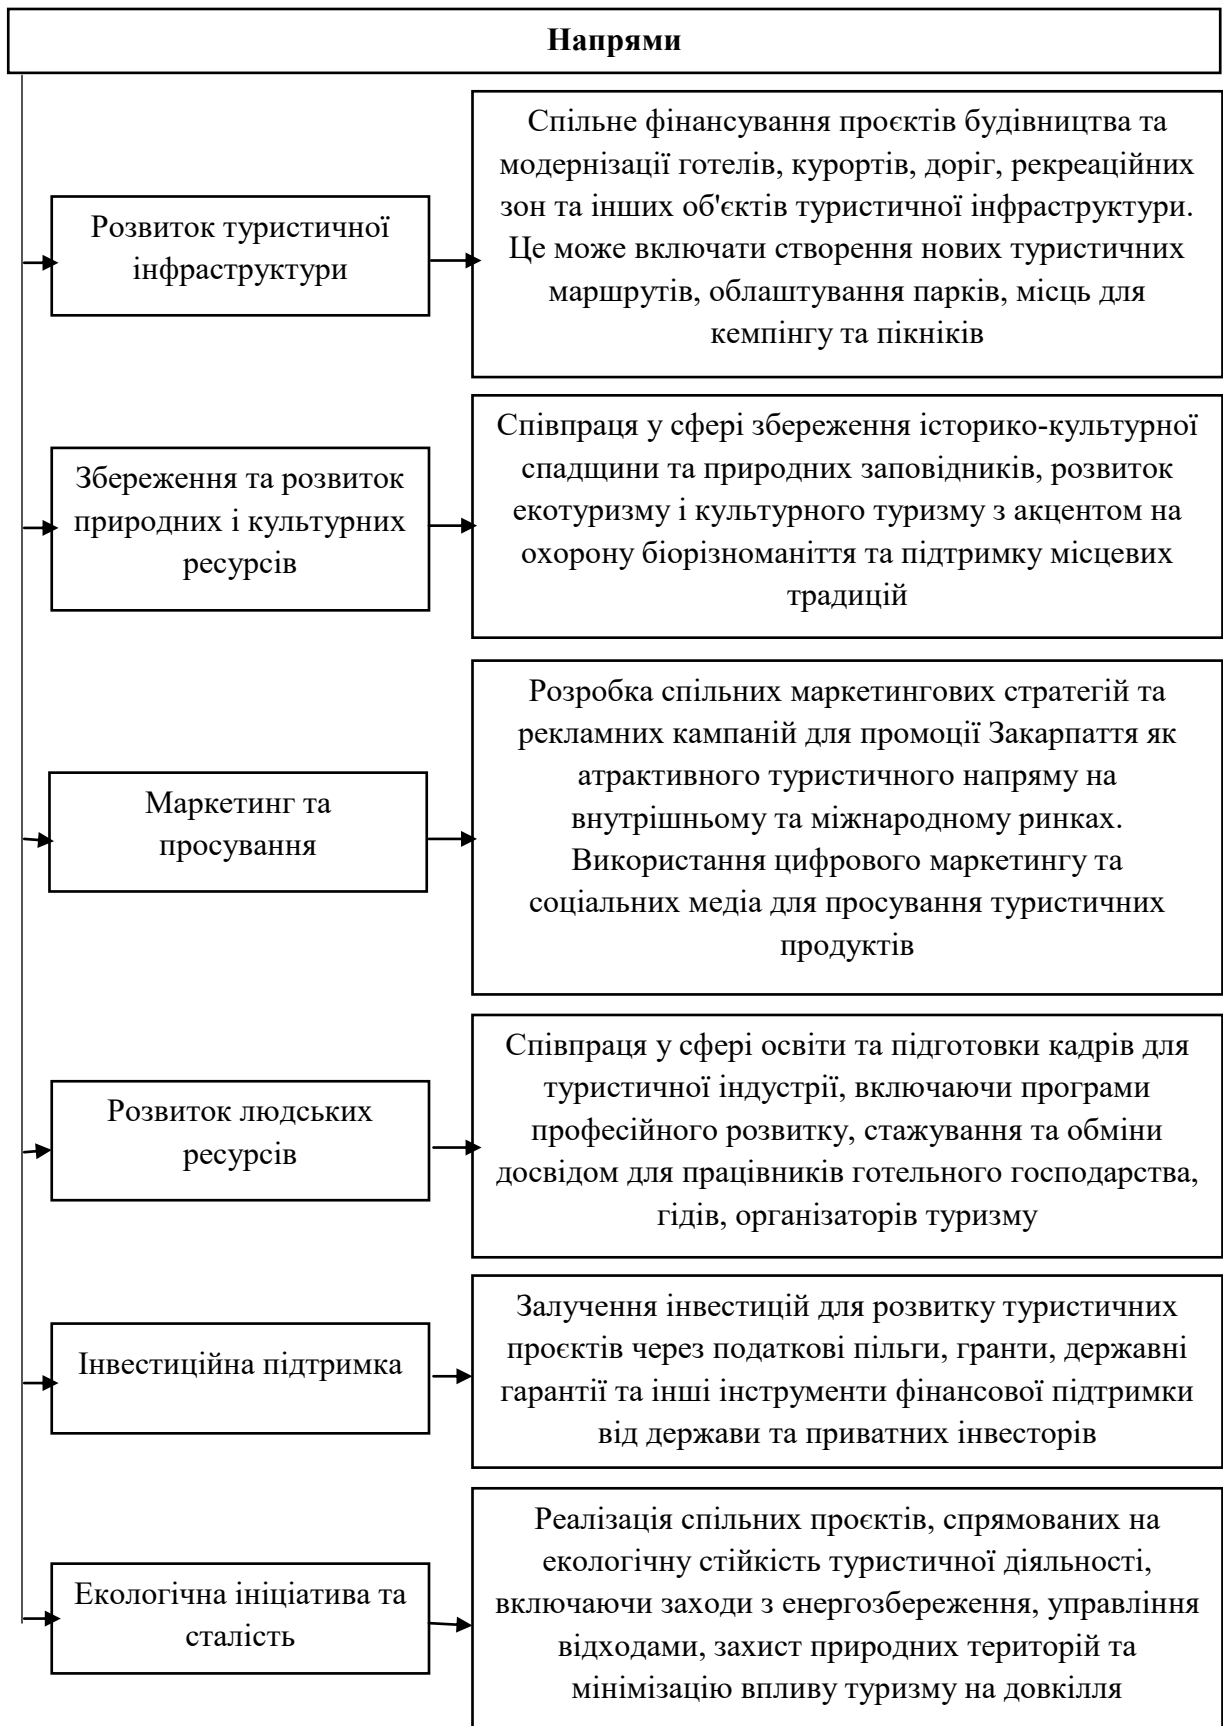 Напрями
Розвиток туристичної
інфраструктури
Спільне фінансування проєктів будівництва та
модернізації готелів, курортів, доріг, рекреаційних
зон та інших об'єктів туристичної інфраструктури.
Це може включати створення нових туристичних
маршрутів, облаштування парків, місць для
кемпінгу та пікніків
Збереження та розвиток
природних і культурних
ресурсів
Співпраця у сфері збереження історико-культурної
спадщини та природних заповідників, розвиток
екотуризму і культурного туризму з акцентом на
охорону біорізноманіття та підтримку місцевих
традицій
Маркетинг та
просування
Розробка спільних маркетингових стратегій та
рекламних кампаній для промоції Закарпаття як
атрактивного туристичного напряму на
внутрішньому та міжнародному ринках.
Використання цифрового маркетингу та
соціальних медіа для просування туристичних
продуктів
Розвиток людських
ресурсів
Співпраця у сфері освіти та підготовки кадрів для
туристичної індустрії, включаючи програми
професійного розвитку, стажування та обміни
досвідом для працівників готельного господарства,
гідів, організаторів туризму
Інвестиційна підтримка
Залучення інвестицій для розвитку туристичних
проєктів через податкові пільги, гранти, державні
гарантії та інші інструменти фінансової підтримки
від держави та приватних інвесторів
Екологічна ініціатива та
сталість
Реалізація спільних проєктів, спрямованих на
екологічну стійкість туристичної діяльності,
включаючи заходи з енергозбереження, управління
відходами, захист природних територій та
мінімізацію впливу туризму на довкілля